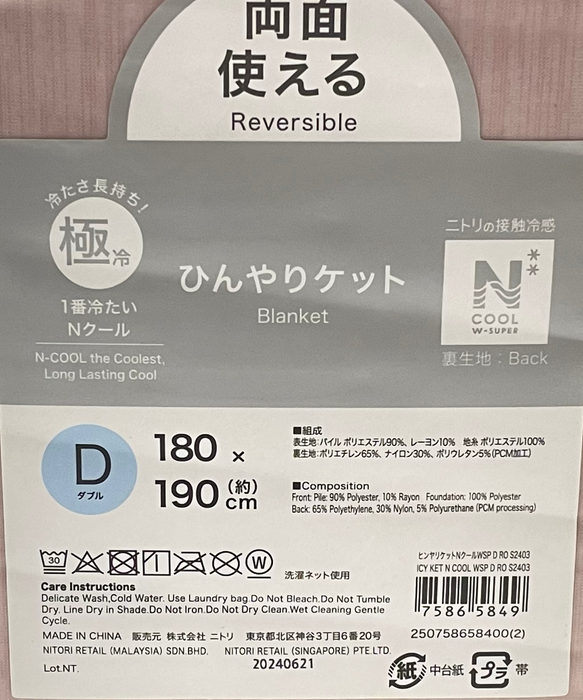 両面
使える
Reversible
冷たさ長持ち!
極冷
1番冷たい
Nクール
N-COOL the Coolest,
Long Lasting Cool
ひんやりケット
Blanket
ニトリの接触冷感
N**
COOL
W-SUPER
裏生地：Back
D
ダブル
180 ×
190 (約) cm
■組成
表生地：パイル ポリエステル90%、レーヨン10% 地糸 ポリエステル100%
裏生地：ポリエチレン65%、ナイロン30%、ポリウレタン5%(PCM加工)
■Composition
Front: Pile: 90% Polyester, 10% Rayon Foundation: 100% Polyester
Back: 65% Polyethylene, 30% Nylon, 5% Polyurethane (PCM processing)
30 W 洗濯ネット使用
Care Instructions
Delicate Wash,Cold Water. Use Laundry bag.Do Not Bleach.Do Not Tumble
Dry. Line Dry in Shade.Do Not Iron.Do Not Dry Clean.Wet Cleaning Gentle
Cycle.
MADE IN CHINA 販売元 株式会社 ニトリ 東京都北区神谷3丁目6番20号
NITORI RETAIL (MALAYSIA) SDN.BHD. NITORI RETAIL (SINGAPORE) PTE.LTD.
Lot.NT. 20240621
ヒンヤリケットNクールWSP D RO S2403
ICY KET N COOL WSP D RO S2403
7586 5849
250758658400(2)
紙 中台紙 プラ 帯